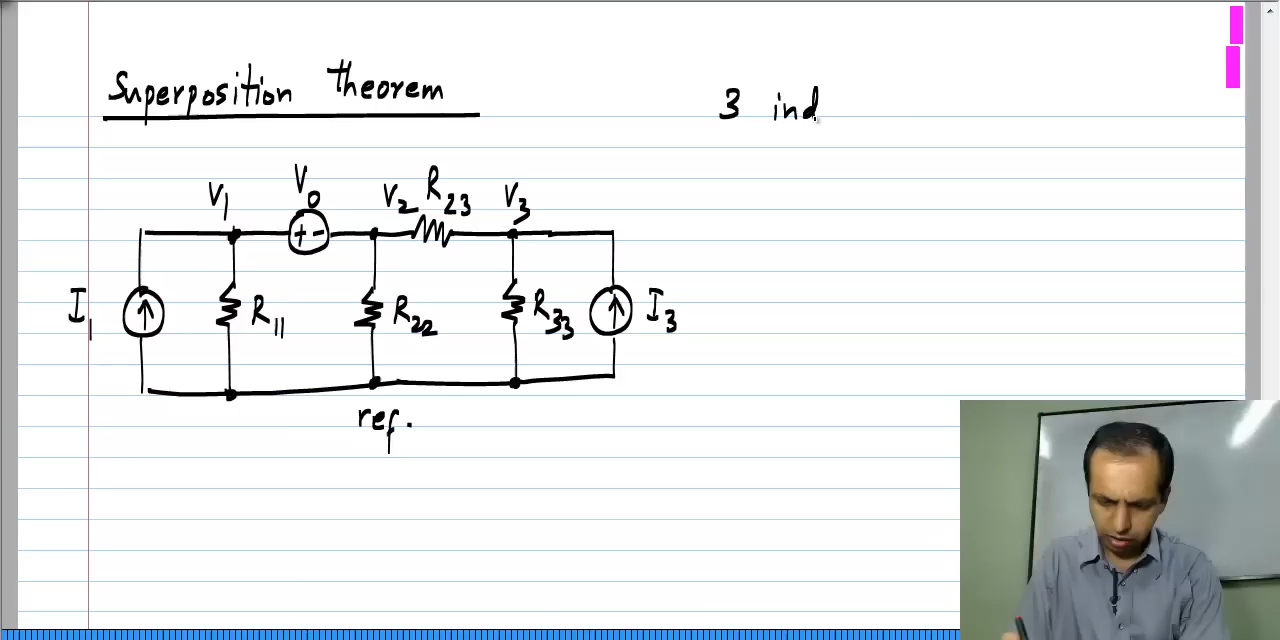 Superposition Theorem
3 ind
V1 V0 V2 R23 V3
+ -
I1 R11 R22 R33 I3
ref.